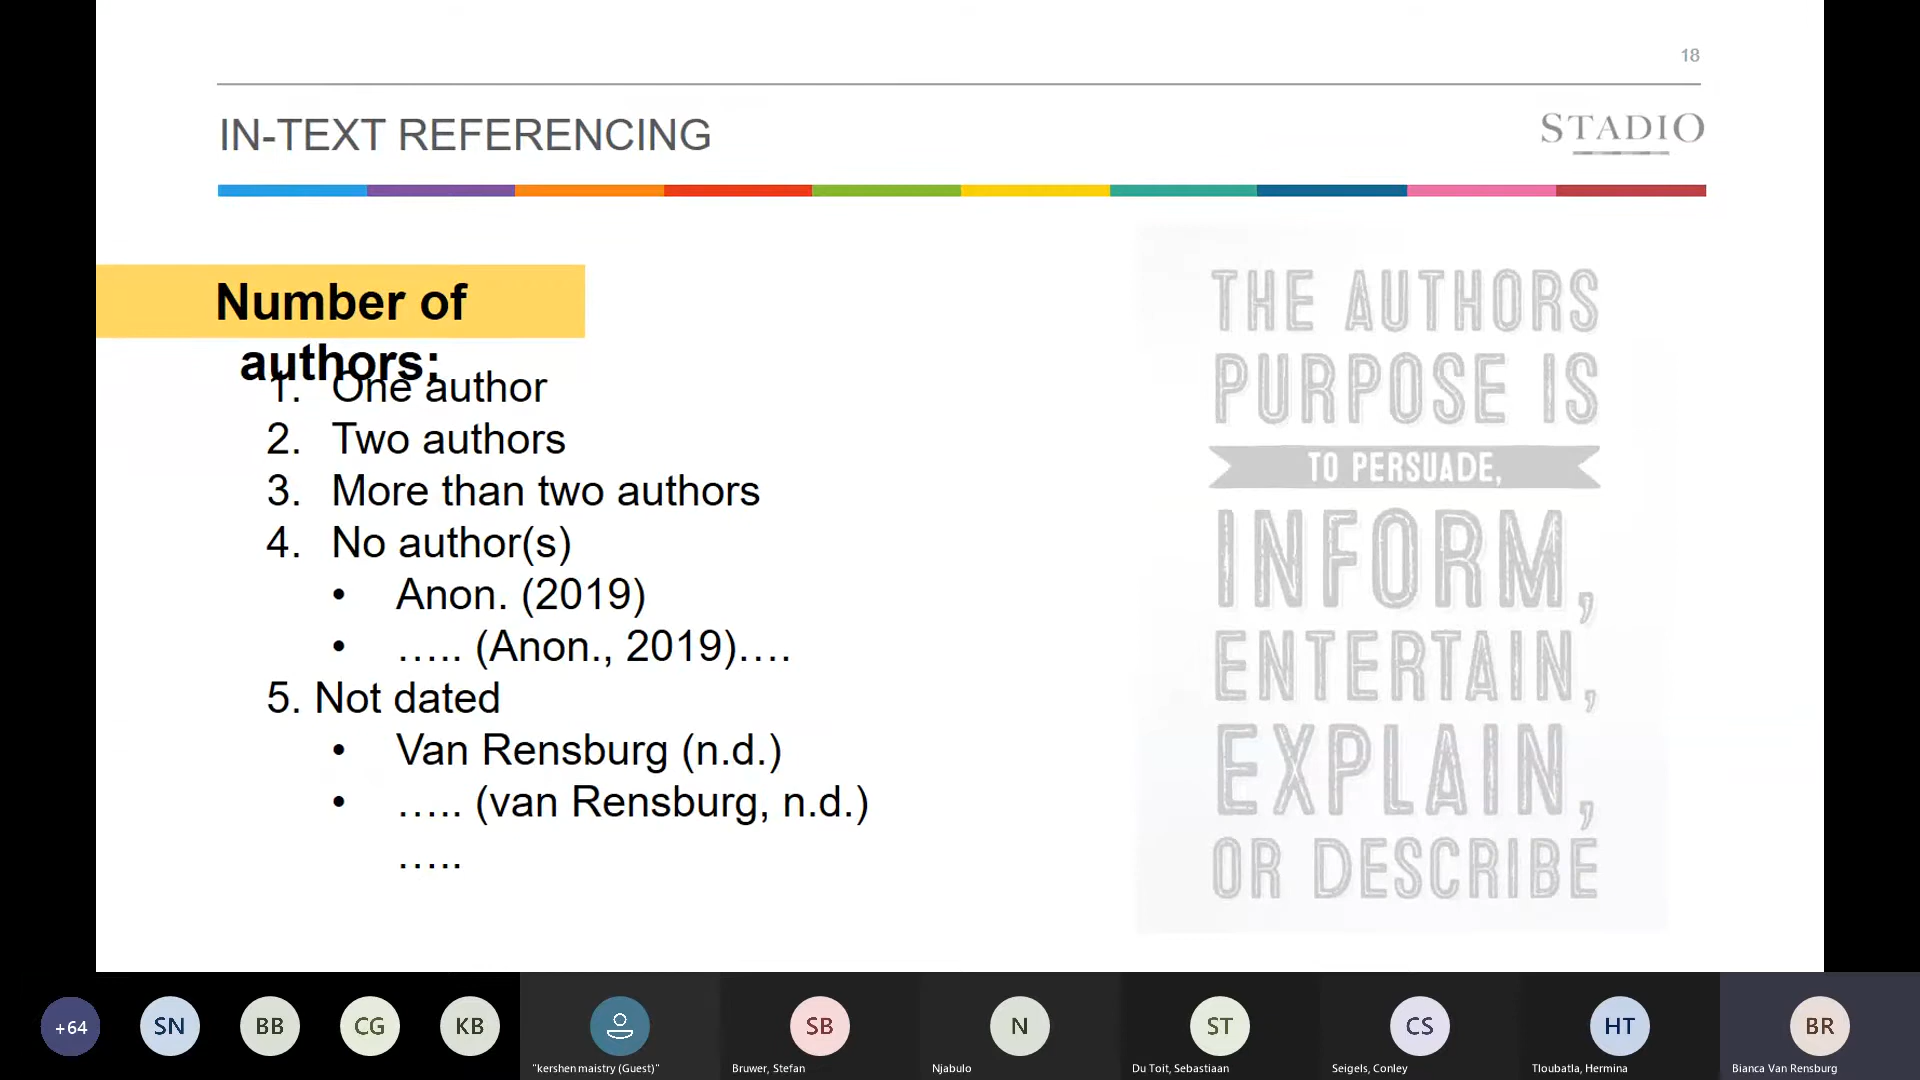 18
IN-TEXT REFERENCING
STADIO
Number of
authors:
1. One author
2. Two authors
3. More than two authors
4. No author(s)
• Anon. (2019)
• ….. (Anon., 2019)….
5. Not dated
• Van Rensburg (n.d.)
• ….. (van Rensburg, n.d.)
…..
THE AUTHORS
PURPOSE IS
TO PERSUADE,
INFORM,
ENTERTAIN,
EXPLAIN,
OR DESCRIBE
+64
SN
BB
CG
KB
SB
N
ST
CS
HT
BR
"kershen maistry (Guest)"
Bruwer, Stefan
Njabulo
Du Toit, Sebastiaan
Seigels, Conley
Tloubatla, Hermina
Bianca Van Rensburg